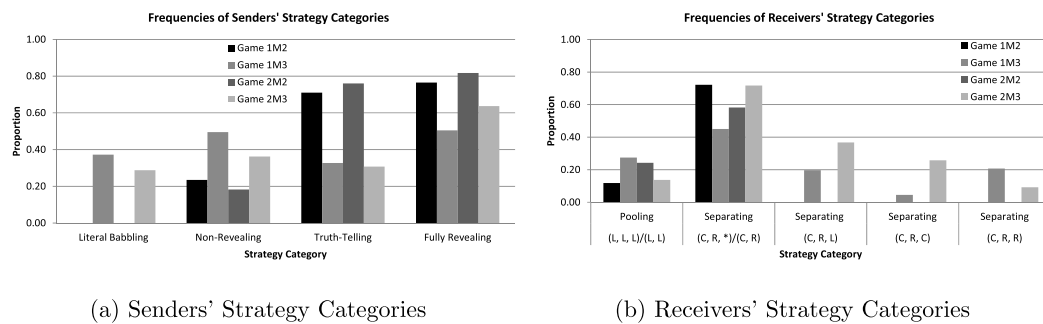 Frequencies of Senders' Strategy Categories
1.00
0.80
0.60
0.40
0.20
0.00
Proportion
Game 1M2
Game 1M3
Game 2M2
Game 2M3
Literal Babbling Non-Revealing Truth-Telling Fully Revealing
Strategy Category
(a) Senders' Strategy Categories
Frequencies of Receivers' Strategy Categories
1.00
0.80
0.60
0.40
0.20
0.00
Proportion
Game 1M2
Game 1M3
Game 2M2
Game 2M3
Pooling Separating Separating Separating Separating
(L, L, L)/(L, L) (C, R, *)/(C, R) (C, R, L) (C, R, C) (C, R, R)
Strategy Category
(b) Receivers' Strategy Categories